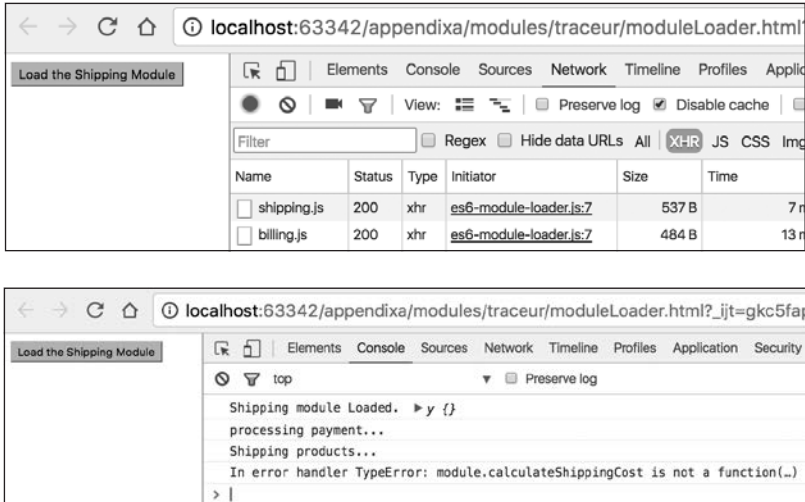 localhost:63342/appendixa/modules/traceur/moduleLoader.html?
Load the Shipping Module
Elements Console Sources Network Timeline Profiles Applic
View: Preserve log Disable cache
Filter Regex Hide data URLs All XHR JS CSS Img
Name Status Type Initiator Size Time
shipping.js 200 xhr es6-module-loader.js:7 537 B 7 m
billing.js 200 xhr es6-module-loader.js:7 484 B 13 m
localhost:63342/appendixa/modules/traceur/moduleLoader.html?_ijt=gkc5fap
Load the Shipping Module
Elements Console Sources Network Timeline Profiles Application Security
top Preserve log
Shipping module Loaded. ▶ y {}
processing payment...
Shipping products...
In error handler TypeError: module.calculateShippingCost is not a function(…)
>